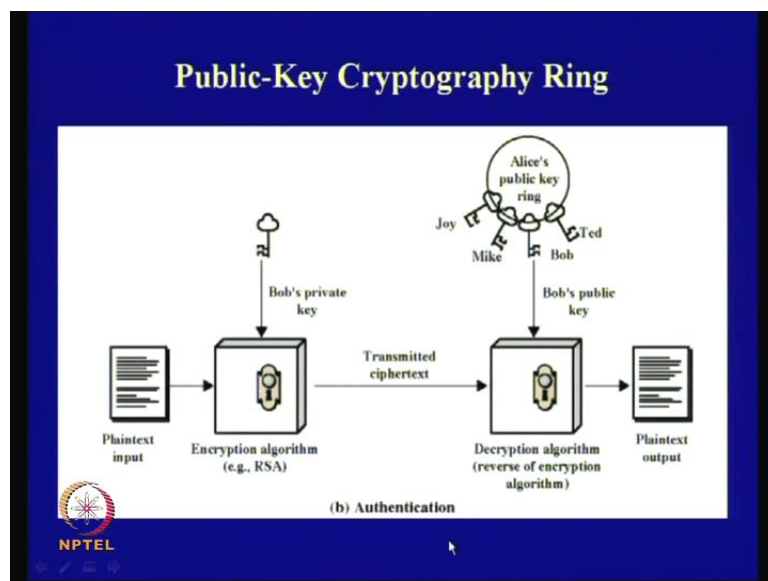 Public-Key Cryptography Ring
Alice's
public key
ring
Joy
Mike
Bob
Ted
Bob's private
key
Bob's public
key
Transmitted
ciphertext
Plaintext
input
Encryption algorithm
(e.g., RSA)
Decryption algorithm
(reverse of encryption
algorithm)
Plaintext
output
(b) Authentication
NPTEL